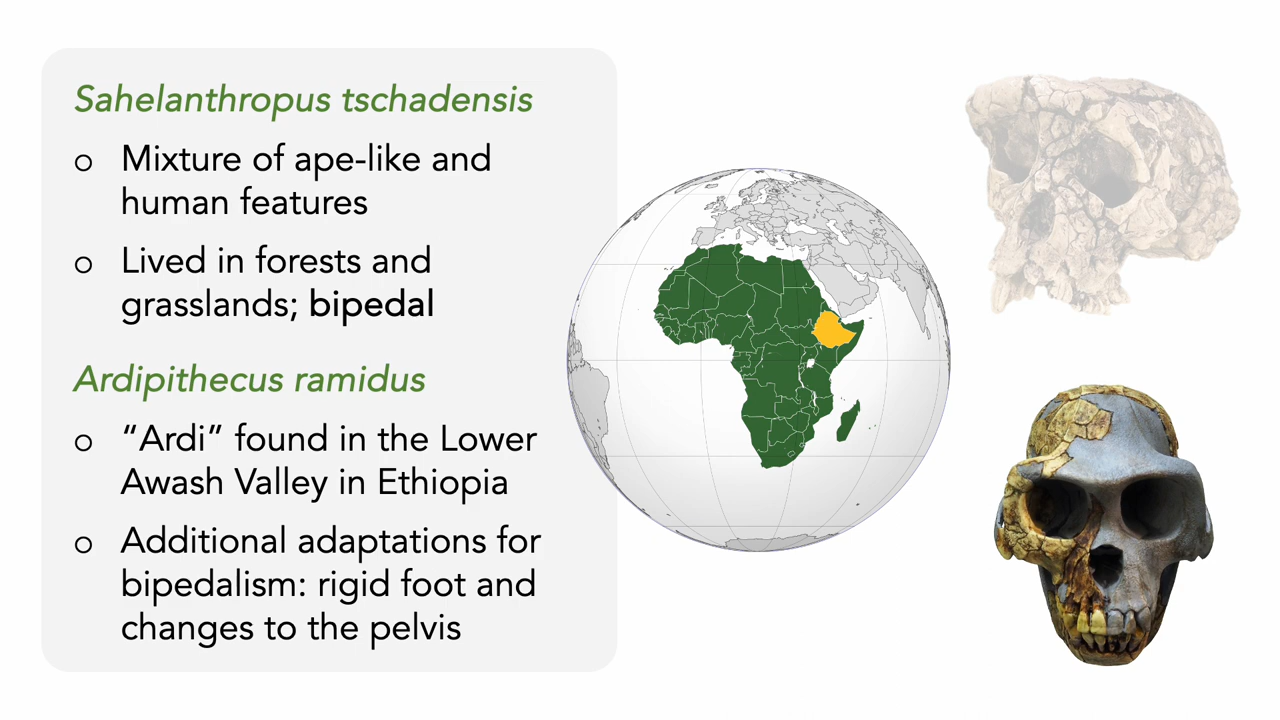 Sahelanthropus tschadensis
o Mixture of ape-like and
human features
o Lived in forests and
grasslands; bipedal
Ardipithecus ramidus
o “Ardi” found in the Lower
Awash Valley in Ethiopia
o Additional adaptations for
bipedalism: rigid foot and
changes to the pelvis